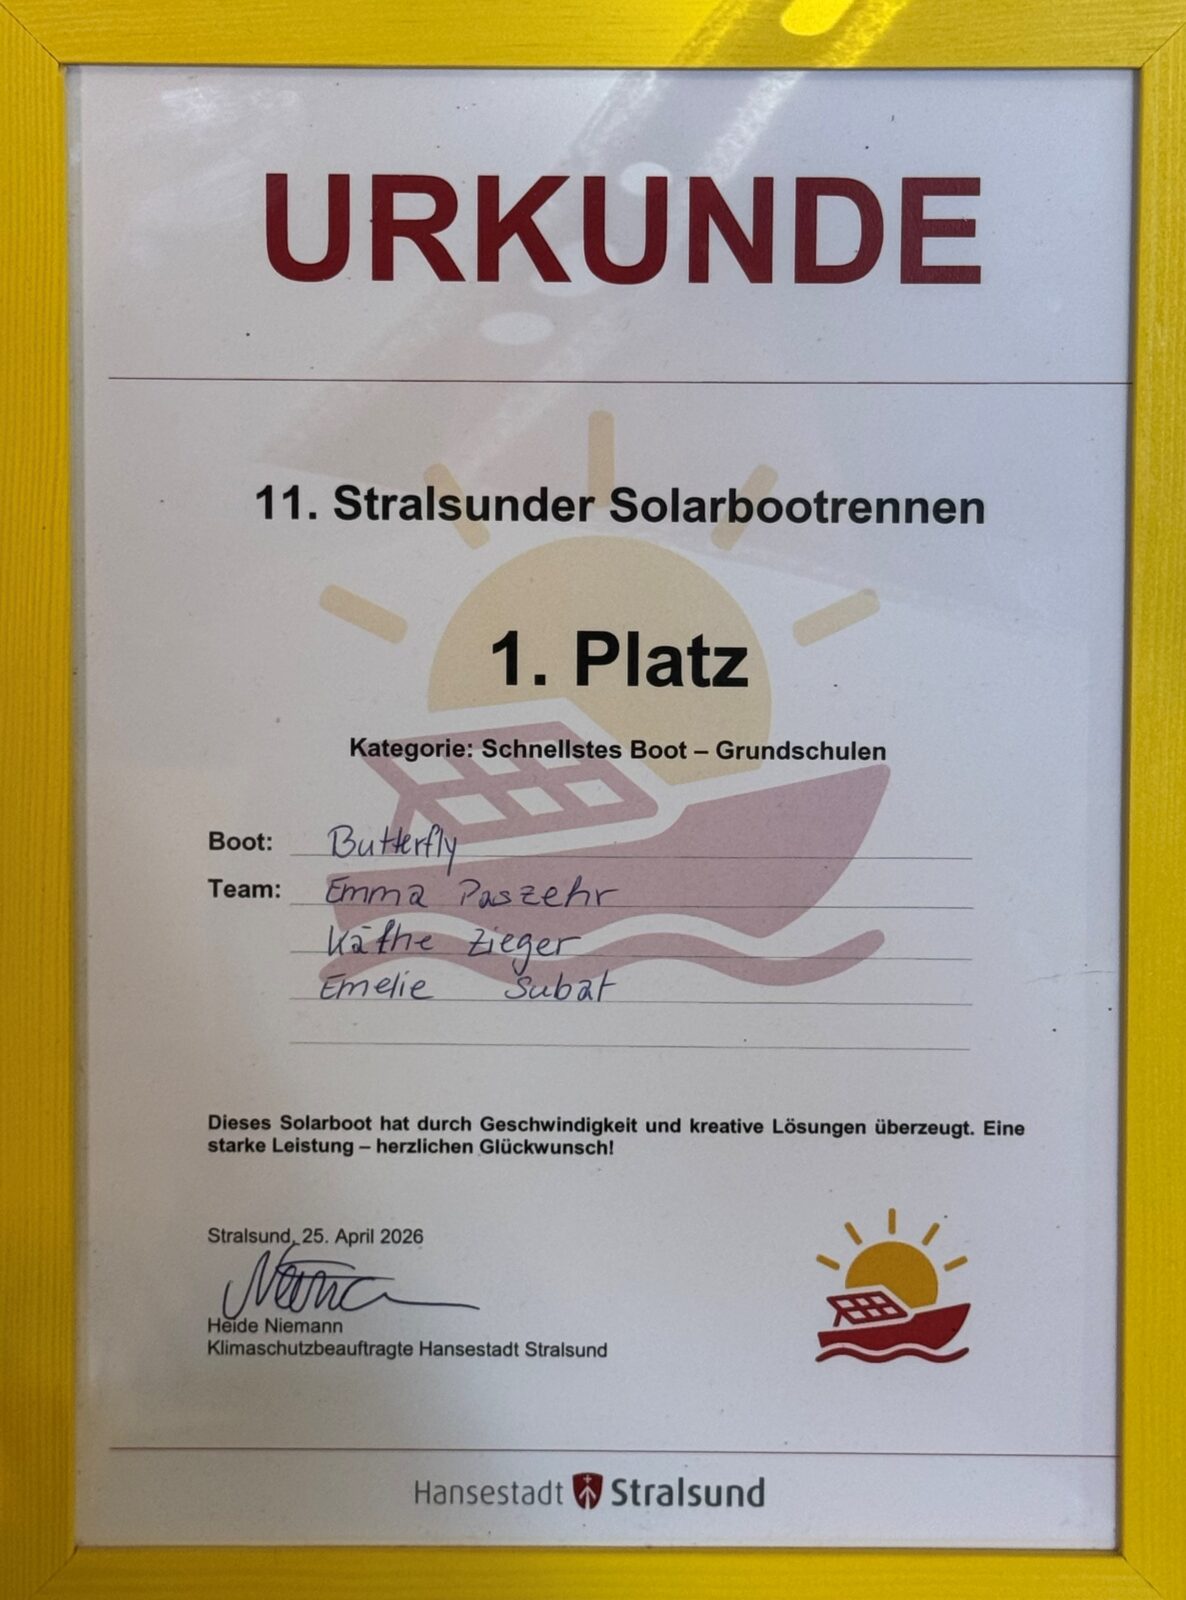 URKUNDE
11. Stralsunder Solarbootrennen
1. Platz
Kategorie: Schnellstes Boot – Grundschulen
Boot: Butterfly
Team: Emma Paszehr
Käthe Zieger
Emelie Subat
Dieses Solarboot hat durch Geschwindigkeit und kreative Lösungen überzeugt. Eine
starke Leistung – herzlichen Glückwunsch!
Stralsund, 25. April 2026
Heide Niemann
Klimaschutzbeauftragte Hansestadt Stralsund
Hansestadt Stralsund